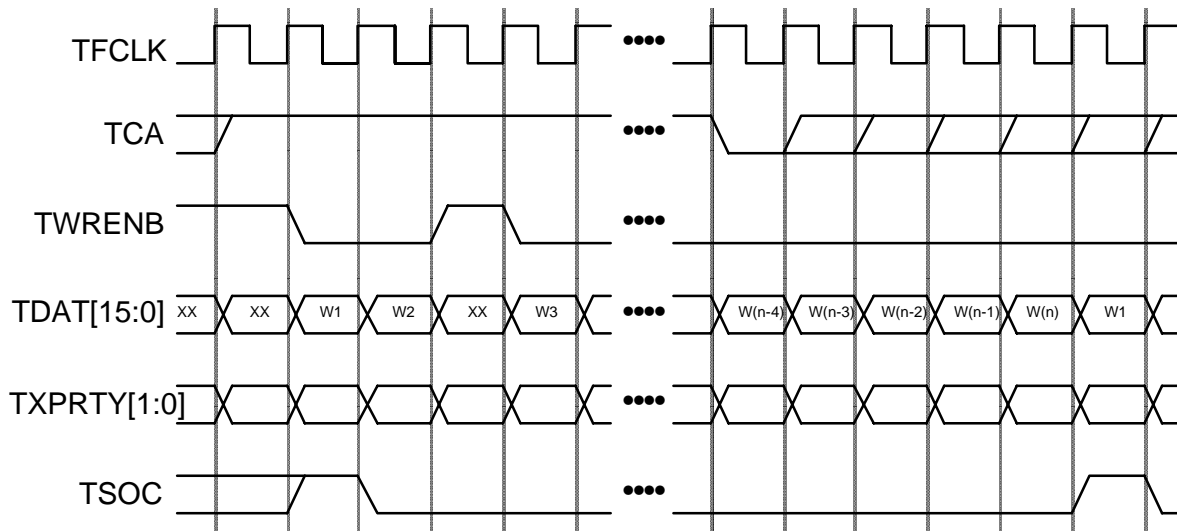 TFCLK
TCA
TWRENB
TDAT[15:0] XX XX W1 W2 XX W3 W(n-4) W(n-3) W(n-2) W(n-1) W(n) W1
TXPRTY[1:0]
TSOC